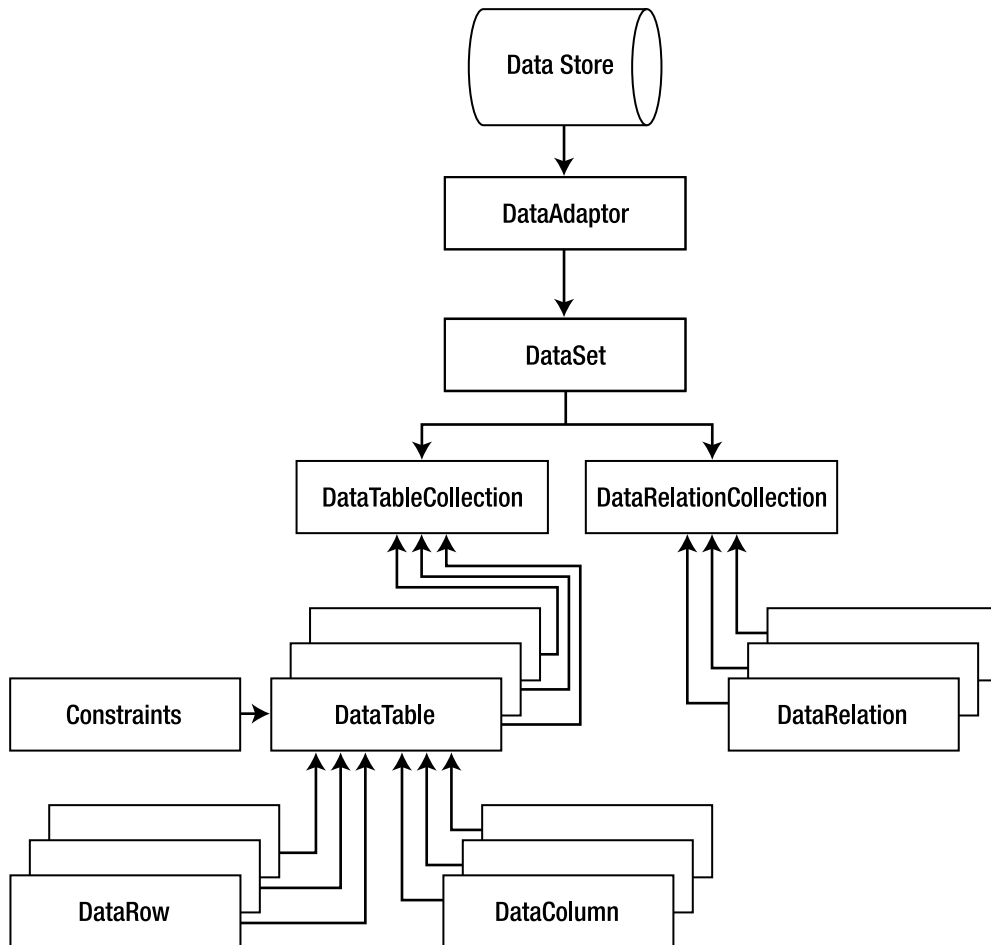 Data Store
DataAdaptor
DataSet
DataTableCollection
DataRelationCollection
Constraints
DataTable
DataRelation
DataRow
DataColumn